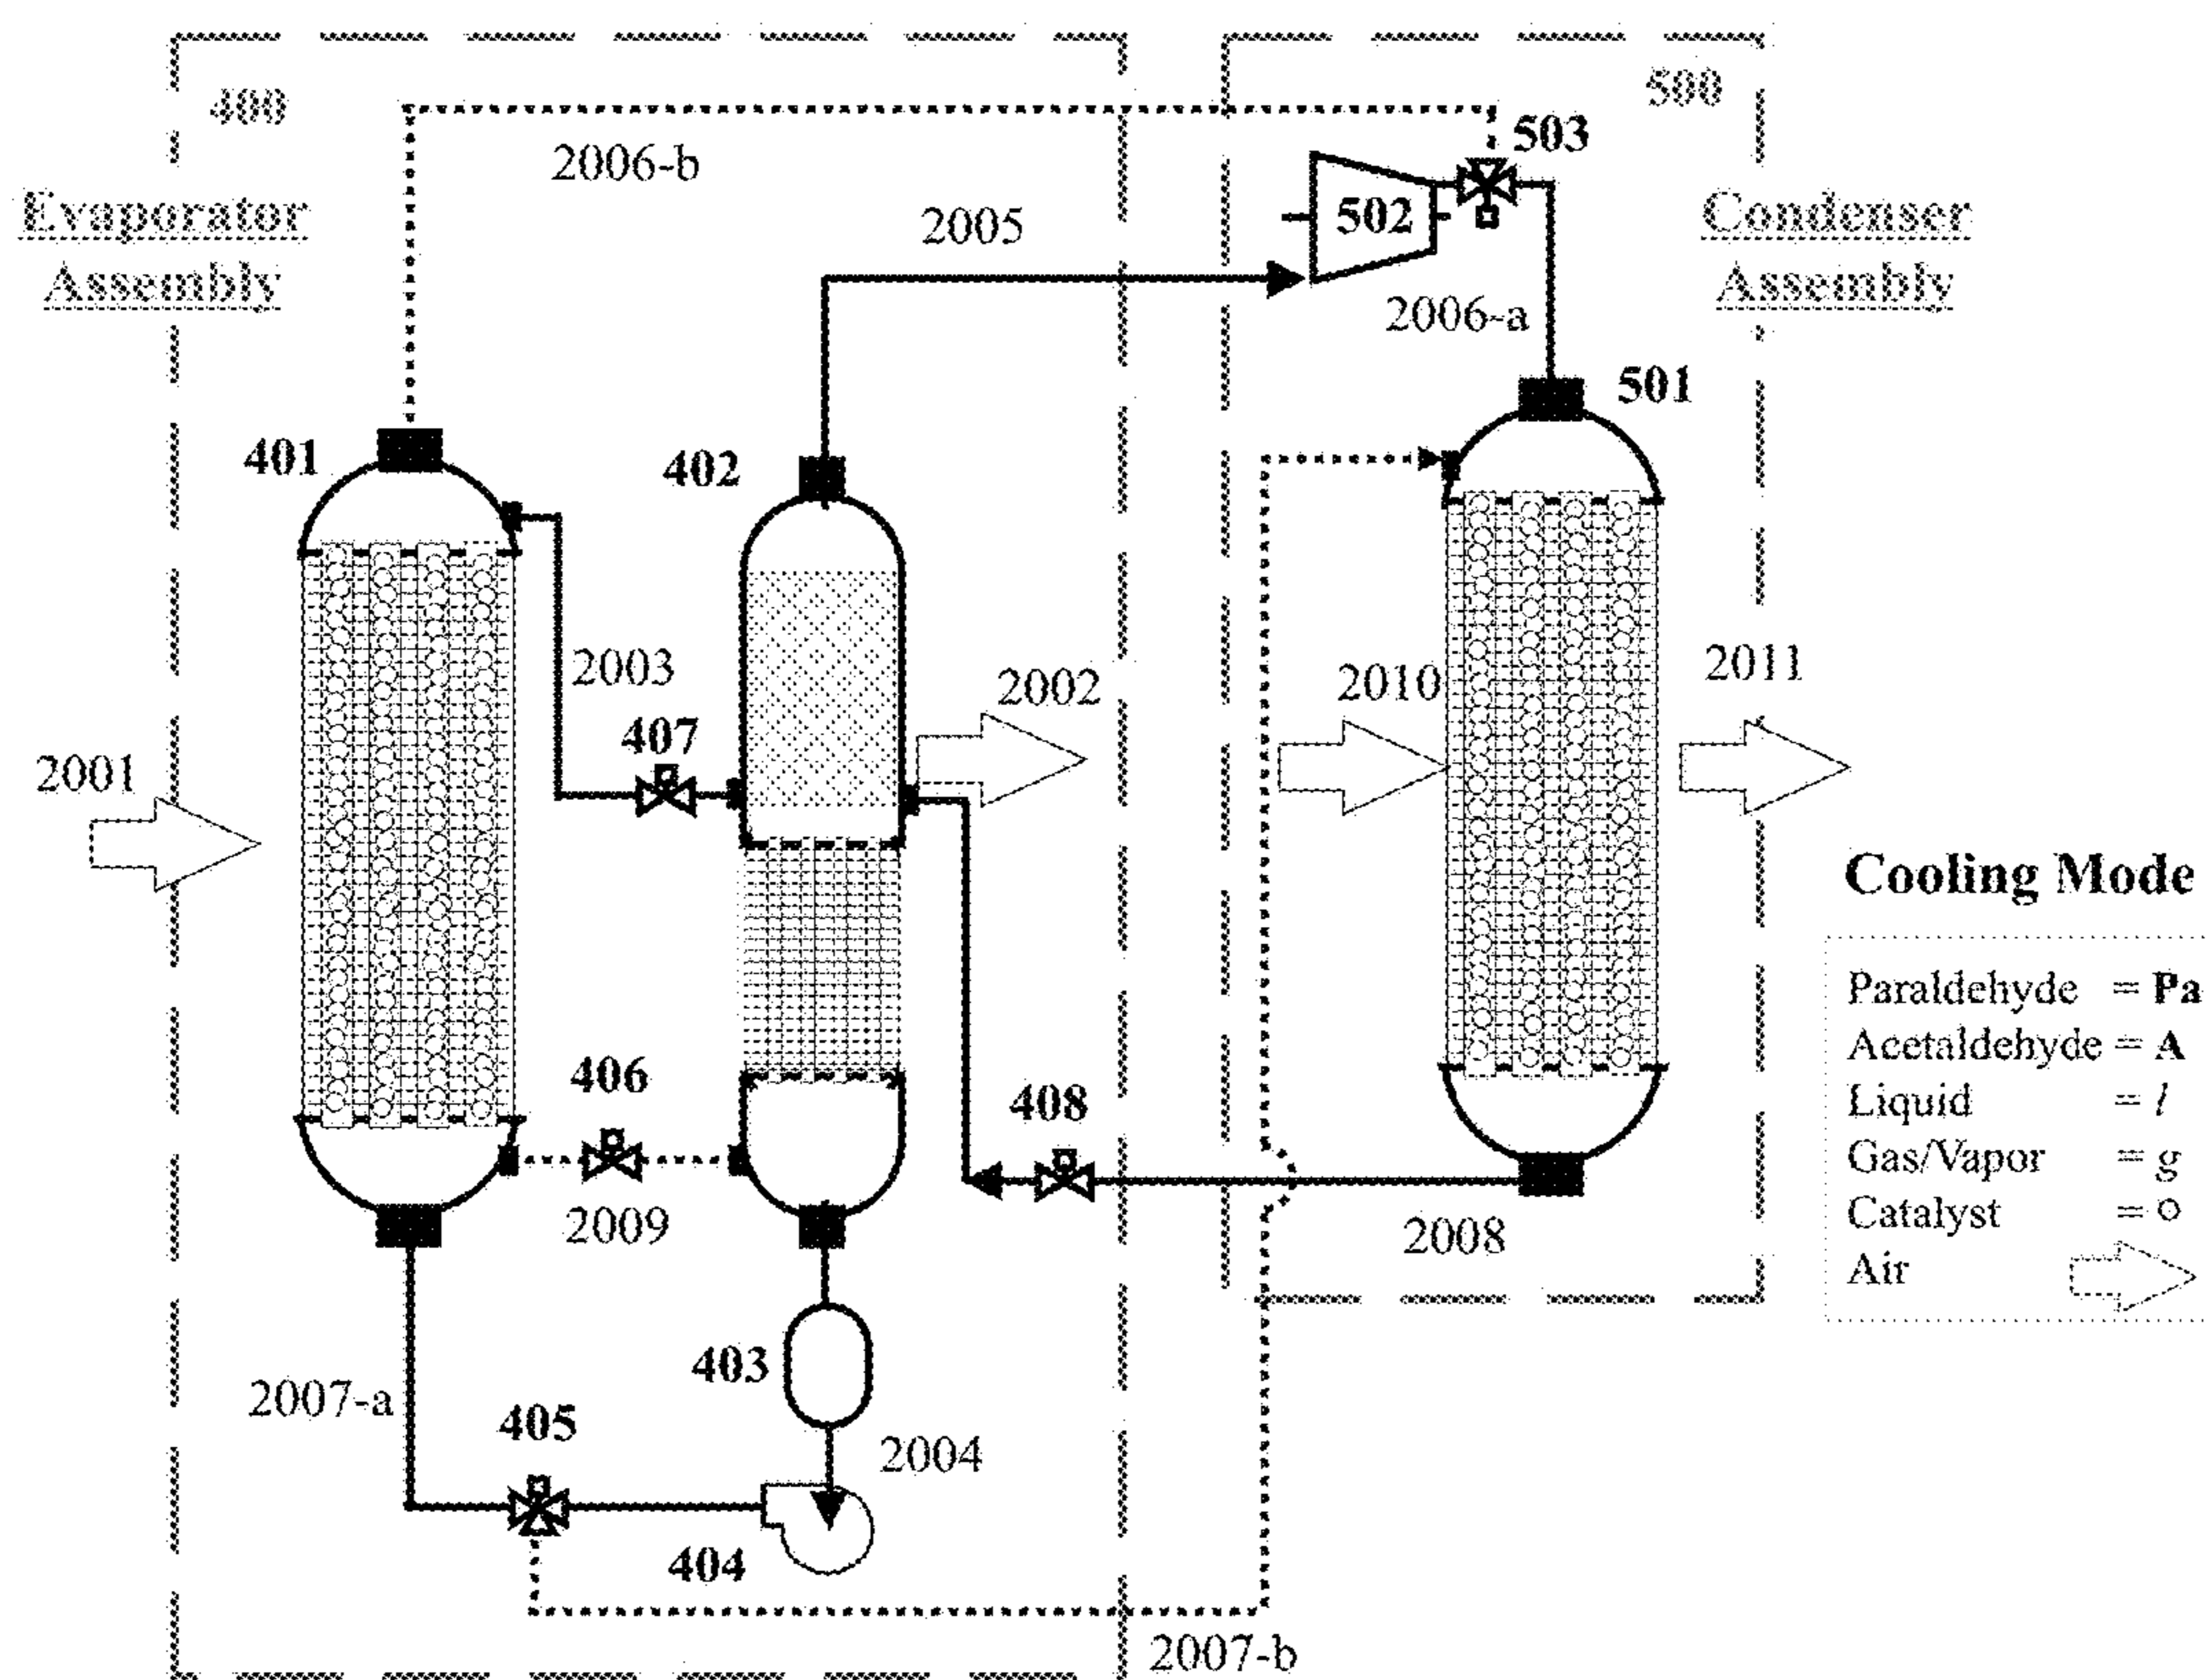 400
500
2006-b
503
Evaporator
Assembly
2005
502
Condenser
Assembly
2006-a
501
401
402
2003
2002
2010
2011
407
2001
Cooling Mode
Paraldehyde = Pa
Acetaldehyde = A
Liquid = l
Gas/Vapor = g
Catalyst = o
Air
406
408
2009
2008
403
2007-a
405
2004
404
2007-b